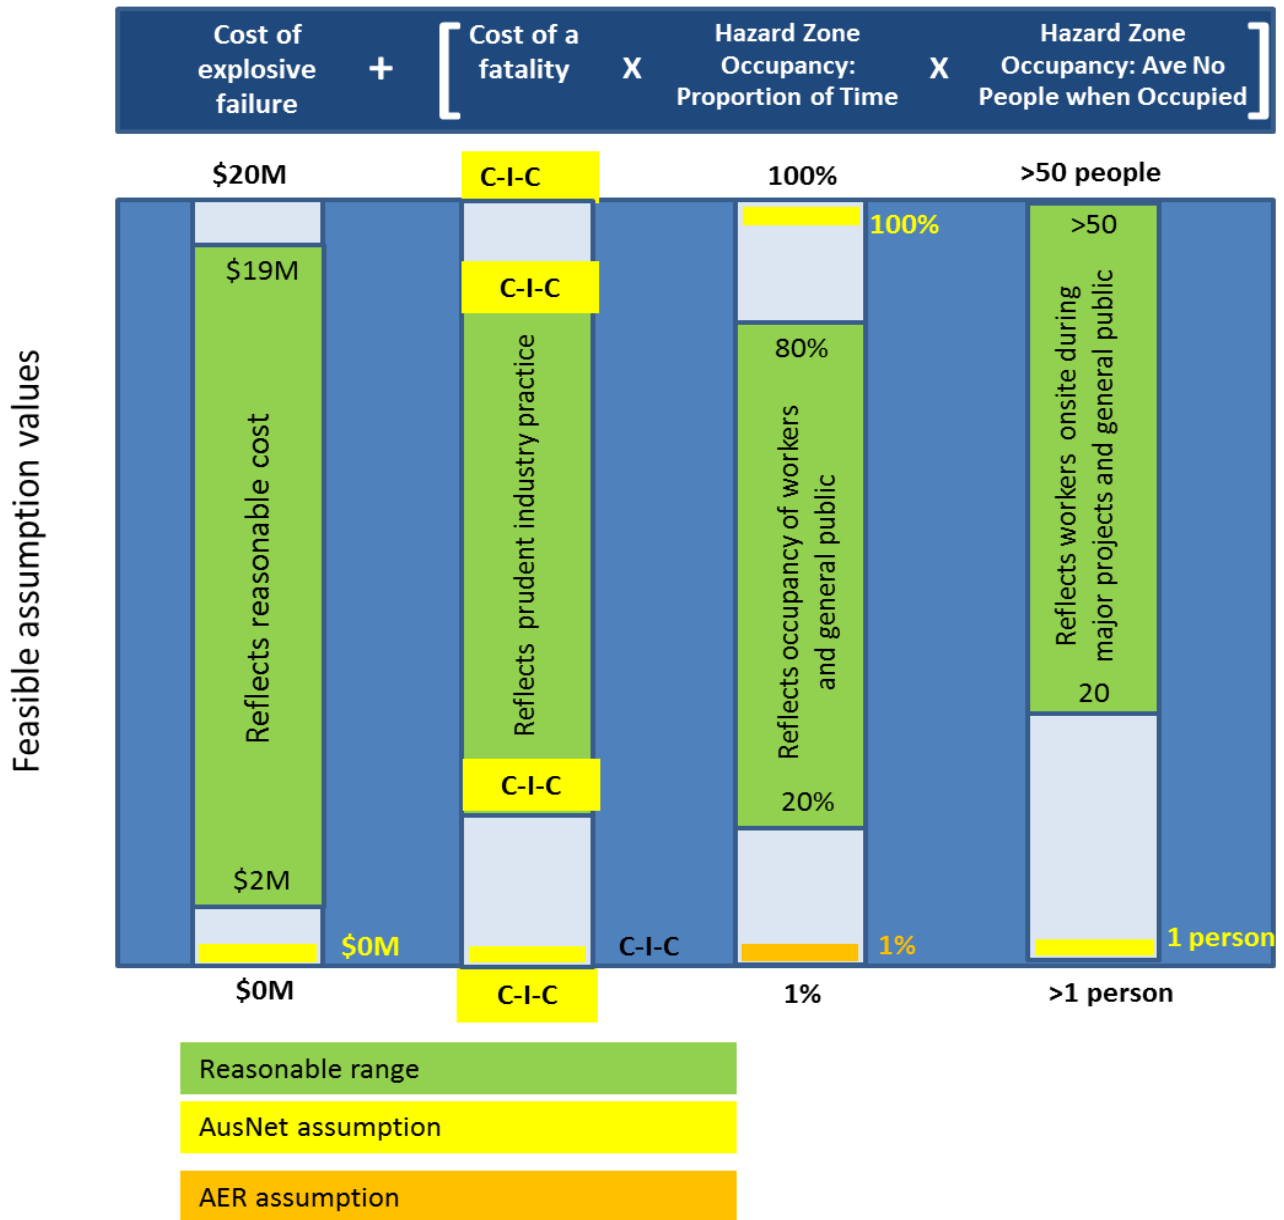 Cost of
explosive
failure
+
[
Cost of a
fatality
X
Hazard Zone
Occupancy:
Proportion of Time
X
Hazard Zone
Occupancy: Ave No
People when Occupied
]
$20M
C-I-C
100%
>50 people
Feasible assumption values
$19M
Reflects reasonable cost
$2M
$0M
$0M
C-I-C
Reflects prudent industry practice
C-I-C
C-I-C
C-I-C
100%
80%
Reflects occupancy of workers
and general public
20%
1%
1%
>50
Reflects workers onsite during
major projects and general public
20
1 person
>1 person
Reasonable range
AusNet assumption
AER assumption